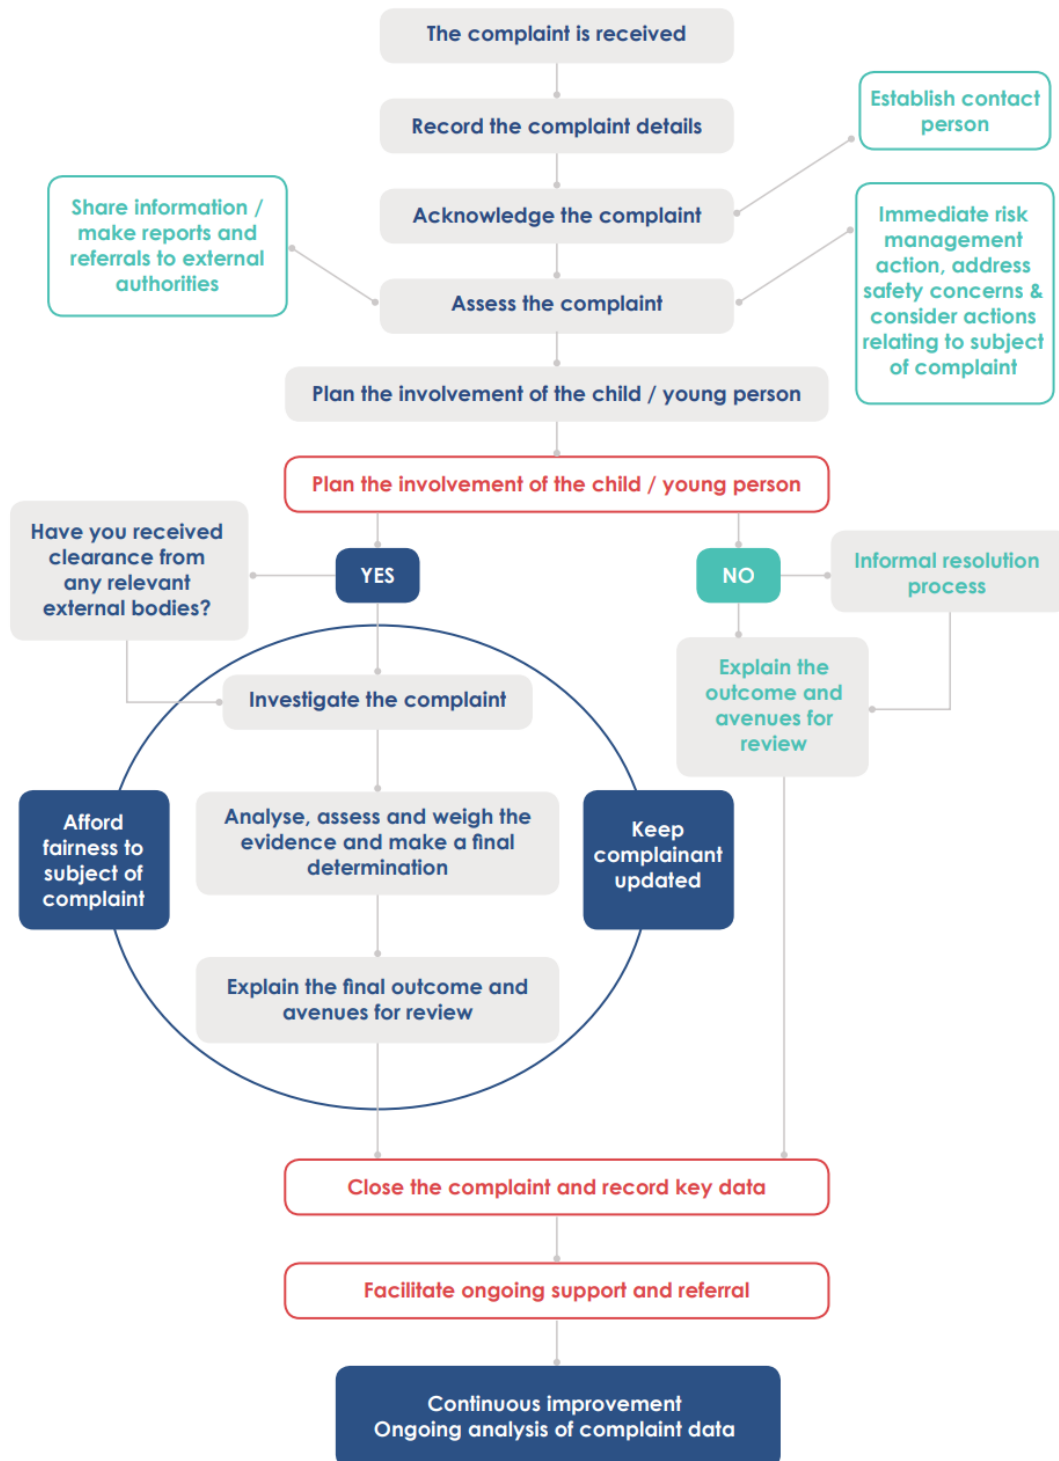 The complaint is received
Record the complaint details
Establish contact
person
Acknowledge the complaint
Share information /
make reports and
referrals to external
authorities
Immediate risk
management
action, address
safety concerns &
consider actions
relating to subject
of complaint
Assess the complaint
Plan the involvement of the child / young person
Plan the involvement of the child / young person
Have you received
clearance from
any relevant
external bodies?
YES
NO
Informal resolution
process
Investigate the complaint
Explain the
outcome and
avenues for
review
Afford
fairness to
subject of
complaint
Analyse, assess and weigh the
evidence and make a final
determination
Keep
complainant
updated
Explain the final outcome and
avenues for review
Close the complaint and record key data
Facilitate ongoing support and referral
Continuous improvement
Ongoing analysis of complaint data